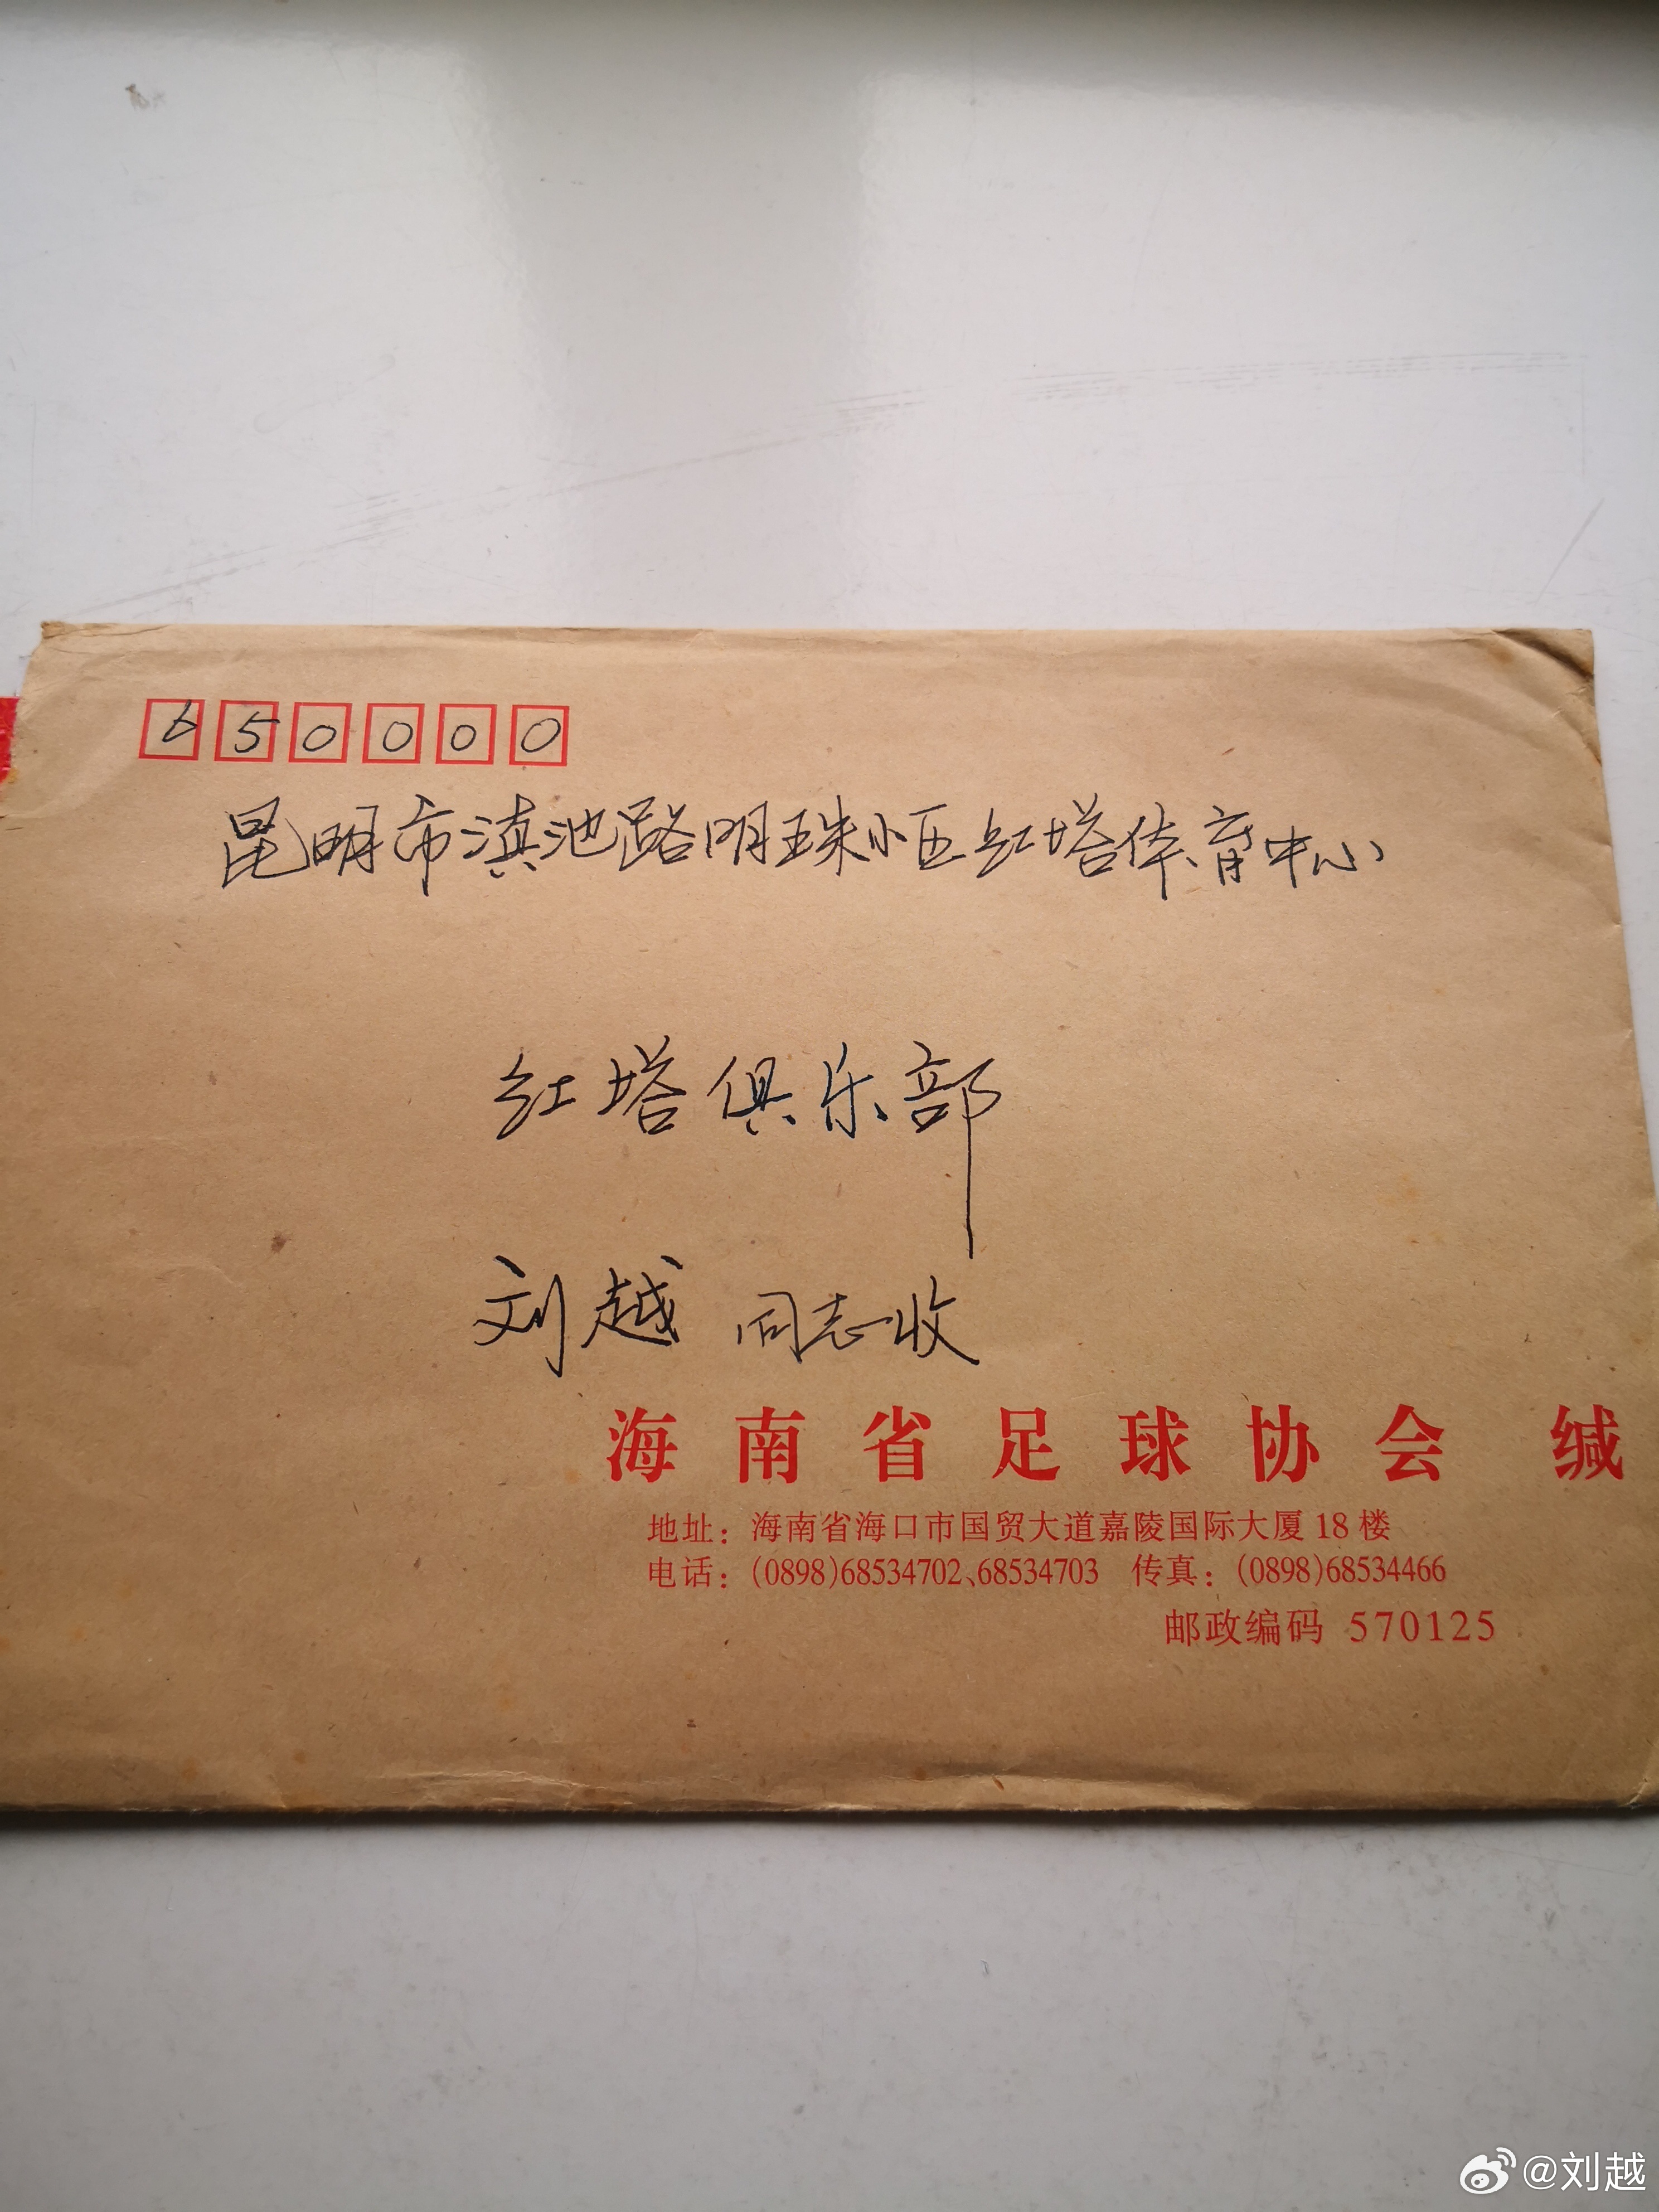 650000
昆明市滇池路明珠小区红塔体育中心
红塔俱乐部
刘越 同志收
海南省足球协会 缄
地址：海南省海口市国贸大道嘉陵国际大厦18楼
电话：(0898)68534702、68534703 传真：(0898)68534466
邮政编码 570125
@刘越